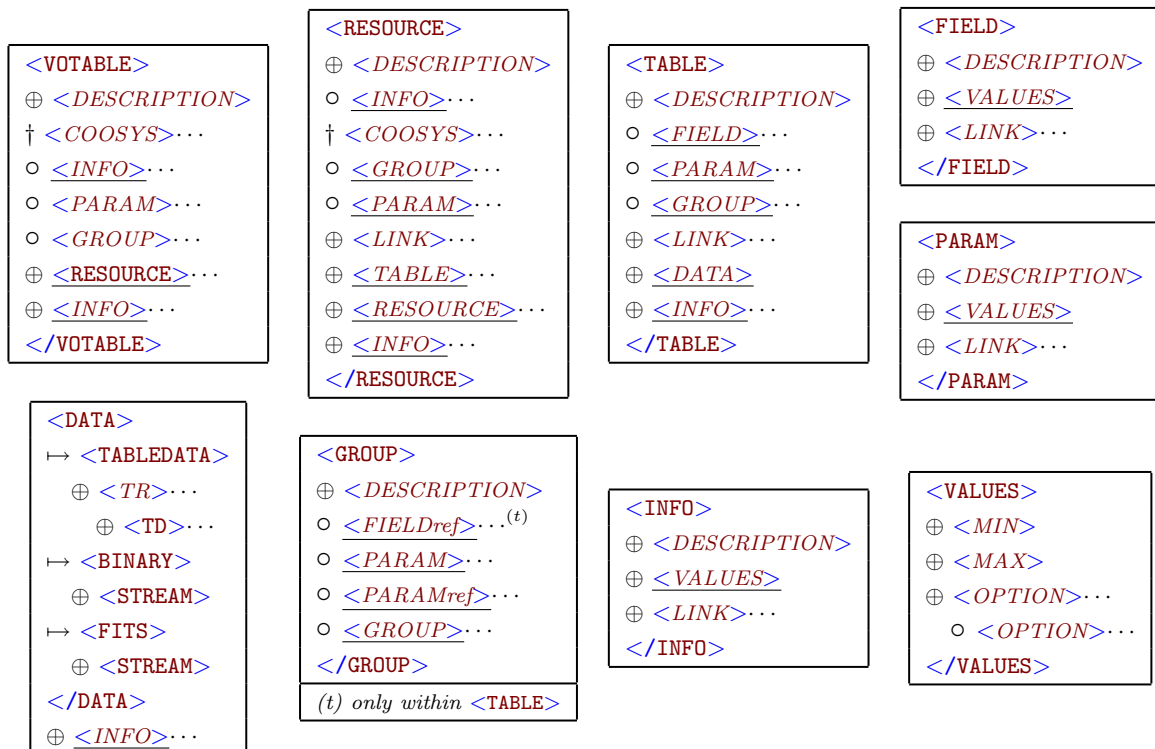 <VOTABLE>
⊕ <DESCRIPTION>
† <COOSYS>···
○ <INFO>···
○ <PARAM>···
○ <GROUP>···
⊕ <RESOURCE>···
⊕ <INFO>···
</VOTABLE>
<RESOURCE>
⊕ <DESCRIPTION>
○ <INFO>···
† <COOSYS>···
○ <GROUP>···
○ <PARAM>···
⊕ <LINK>···
⊕ <TABLE>···
⊕ <RESOURCE>···
⊕ <INFO>···
</RESOURCE>
<TABLE>
⊕ <DESCRIPTION>
○ <FIELD>···
○ <PARAM>···
○ <GROUP>···
⊕ <LINK>···
⊕ <DATA>
⊕ <INFO>···
</TABLE>
<FIELD>
⊕ <DESCRIPTION>
⊕ <VALUES>
⊕ <LINK>···
</FIELD>
<PARAM>
⊕ <DESCRIPTION>
⊕ <VALUES>
⊕ <LINK>···
</PARAM>
<DATA>
↦ <TABLEDATA>
⊕ <TR>···
⊕ <TD>···
↦ <BINARY>
⊕ <STREAM>
↦ <FITS>
⊕ <STREAM>
</DATA>
⊕ <INFO>···
<GROUP>
⊕ <DESCRIPTION>
○ <FIELDref>···(t)
○ <PARAM>···
○ <PARAMref>···
○ <GROUP>···
</GROUP>
(t) only within <TABLE>
<INFO>
⊕ <DESCRIPTION>
⊕ <VALUES>
⊕ <LINK>···
</INFO>
<VALUES>
⊕ <MIN>
⊕ <MAX>
⊕ <OPTION>···
○ <OPTION>···
</VALUES>